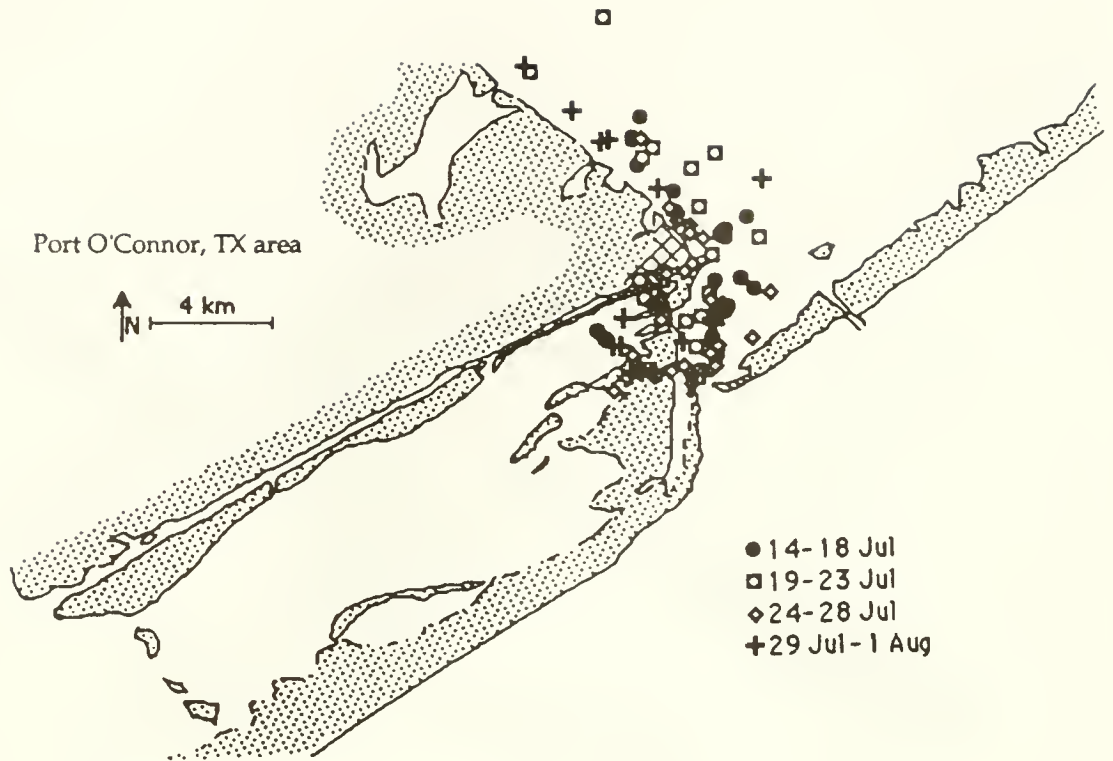 Port O'Connor, TX area
N
4 km
14-18 Jul
19-23 Jul
24-28 Jul
29 Jul-1 Aug